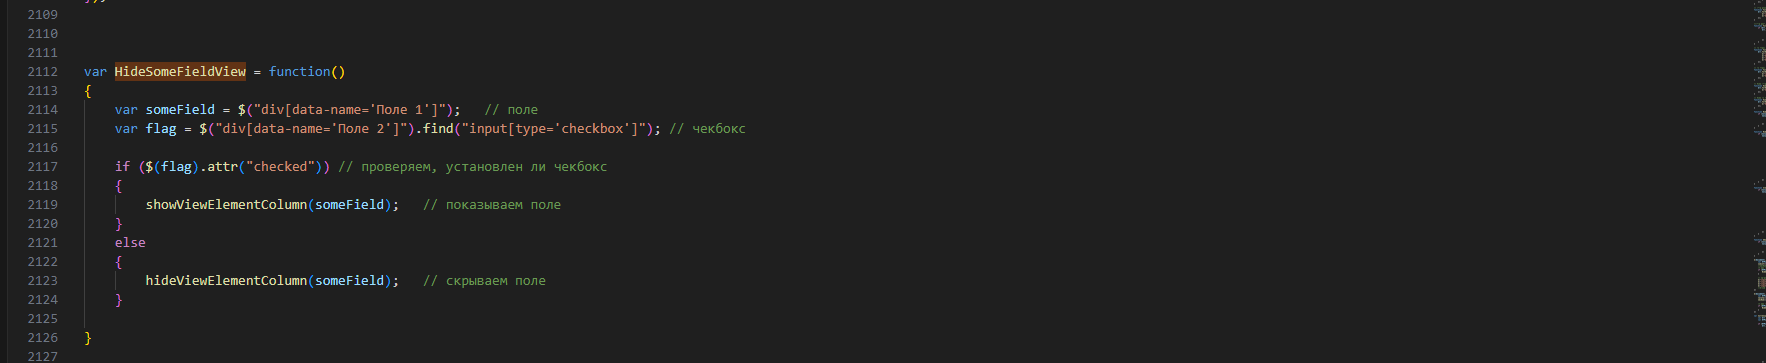 2109
2110
2111
2112 var HideSomeFieldView = function()
2113 {
2114 var someField = $("div[data-name='Поле 1']"); // поле
2115 var flag = $("div[data-name='Поле 2']").find("input[type='checkbox']"); // чекбокс
2116
2117 if ($(flag).attr("checked")) // проверяем, установлен ли чекбокс
2118 {
2119 showViewElementColumn(someField); // показываем поле
2120 }
2121 else
2122 {
2123 hideViewElementColumn(someField); // скрываем поле
2124 }
2125
2126 }
2127